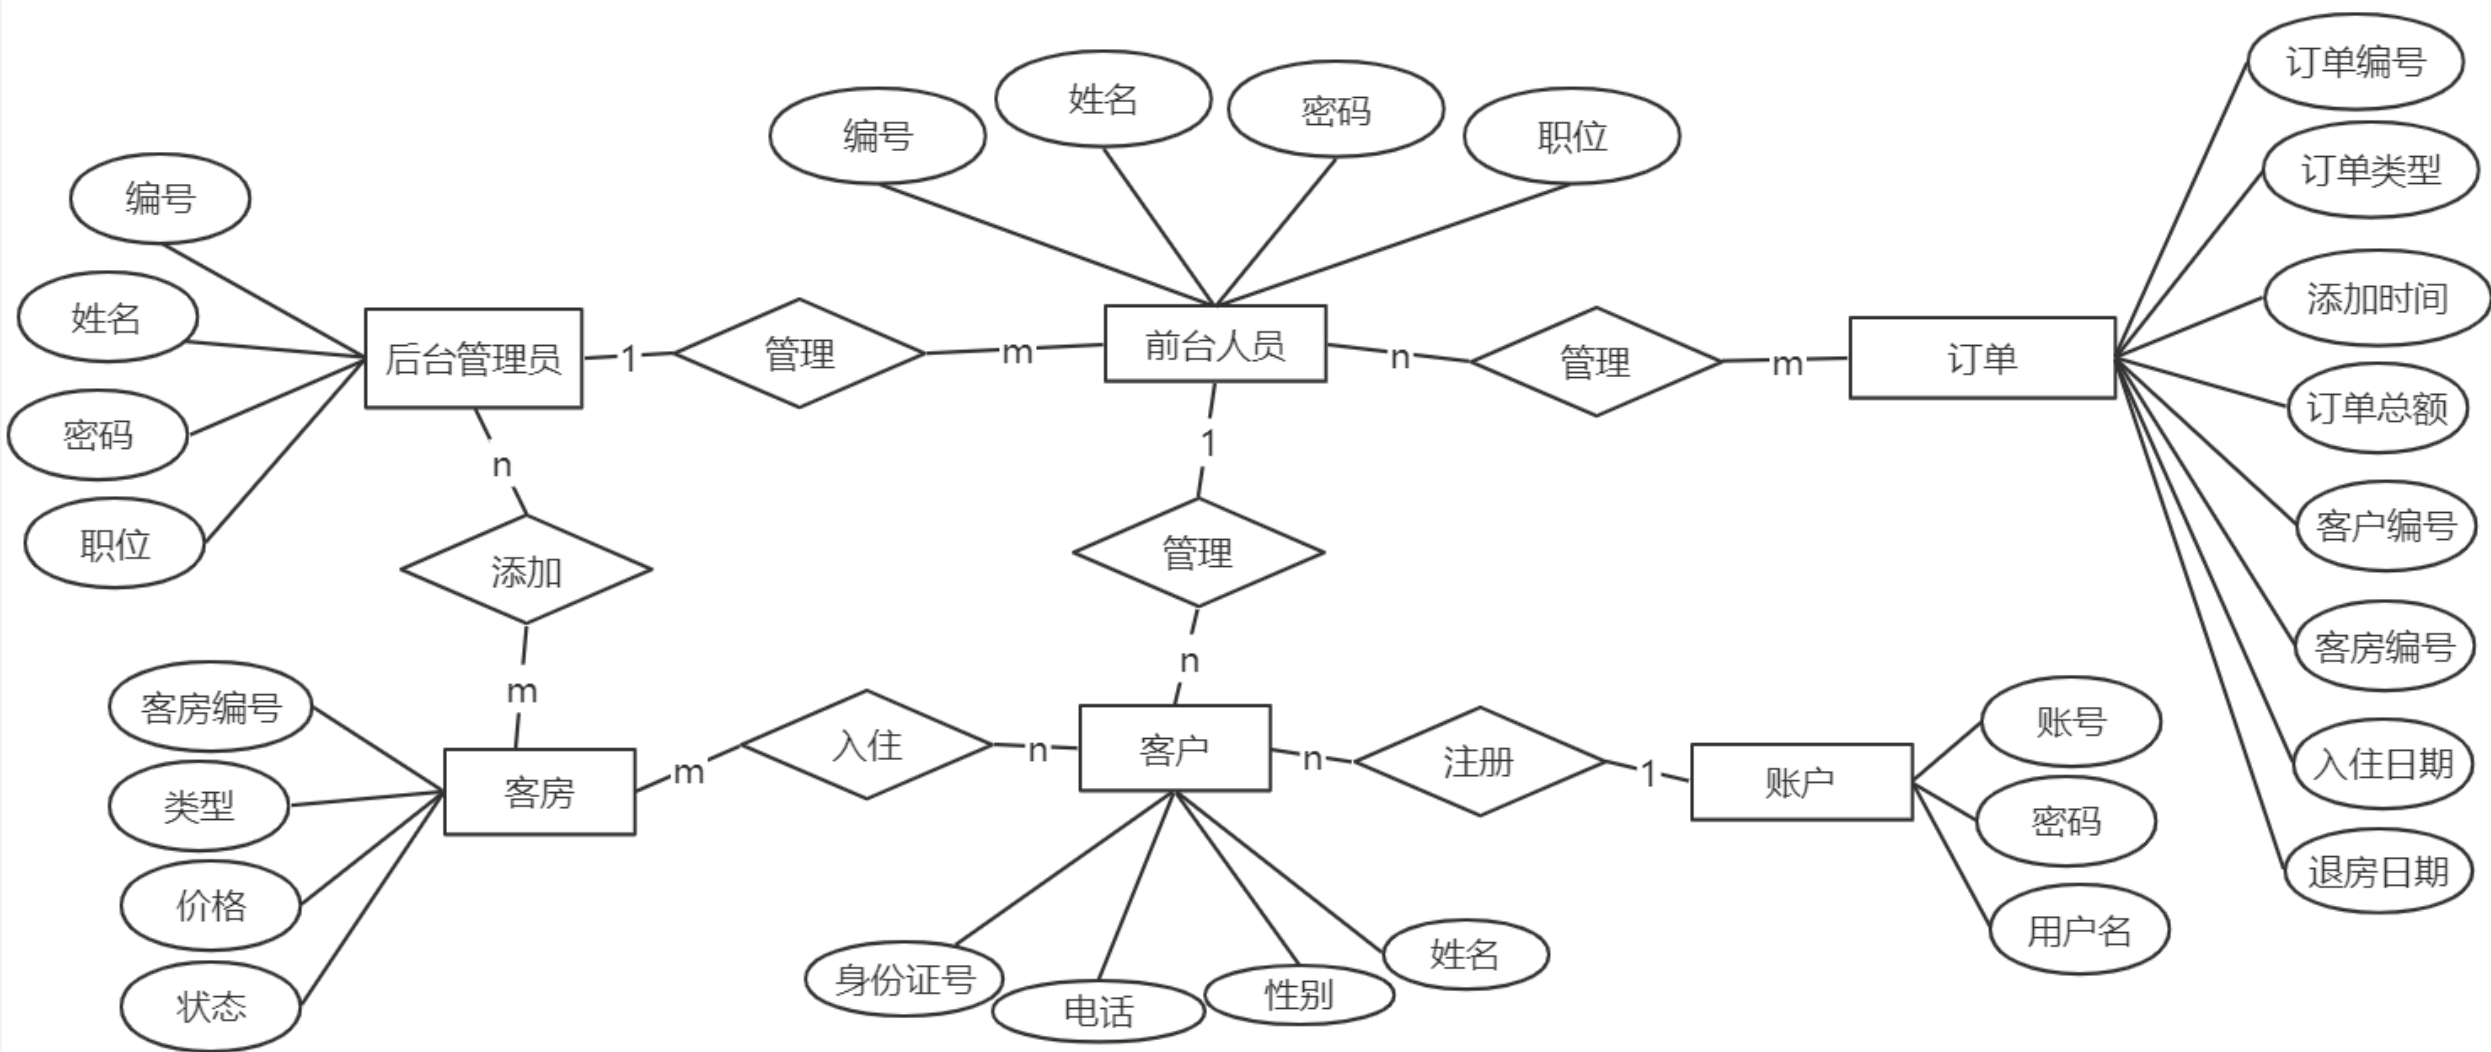 订单编号
姓名
密码
编号
职位
订单类型
编号
添加时间
姓名
后台管理员
1
管理
m
前台人员
n
管理
m
订单
订单总额
密码
n
1
客户编号
职位
添加
管理
客房编号
m
n
客房编号
入住
n
客户
n
注册
1
账户
账号
入住日期
m
客房
类型
密码
退房日期
价格
用户名
状态
身份证号
电话
性别
姓名